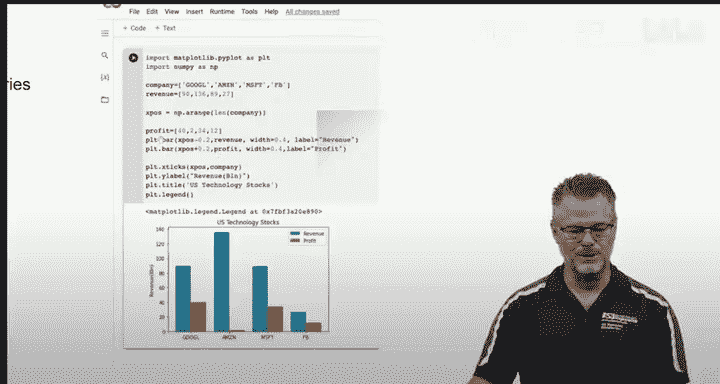 File Edit View Insert Runtime Tools Help All changes saved
+ Code + Text
ries
import matplotlib.pyplot as plt
import numpy as np
company=['GOOGL','AMZN','MSFT','FB']
revenue=[90,136,89,27]
xpos = np.arange(len(company))
profit=[40,2,34,12]
plt.bar(xpos-0.2,revenue, width=0.4, label="Revenue")
plt.bar(xpos+0.2,profit, width=0.4,label="Profit")
plt.xticks(xpos,company)
plt.ylabel("Revenue(Bln)")
plt.title('US Technology Stocks')
plt.legend()
<matplotlib.legend.Legend at 0x7fbf3a20e890>
US Technology Stocks
Revenue
Profit
140
120
100
80
60
40
20
0
Revenue(Bln)
GOOGL AMZN MSFT FB